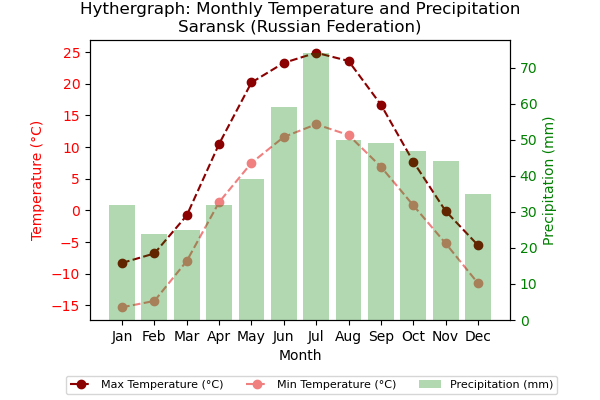 Hythergraph: Monthly Temperature and Precipitation
Saransk (Russian Federation)
Temperature (°C)
25
20
15
10
5
0
−5
−10
−15
70
60
50
40
30
20
10
0
Precipitation (mm)
Jan Feb Mar Apr May Jun Jul Aug Sep Oct Nov Dec
Month
Max Temperature (°C) Min Temperature (°C) Precipitation (mm)